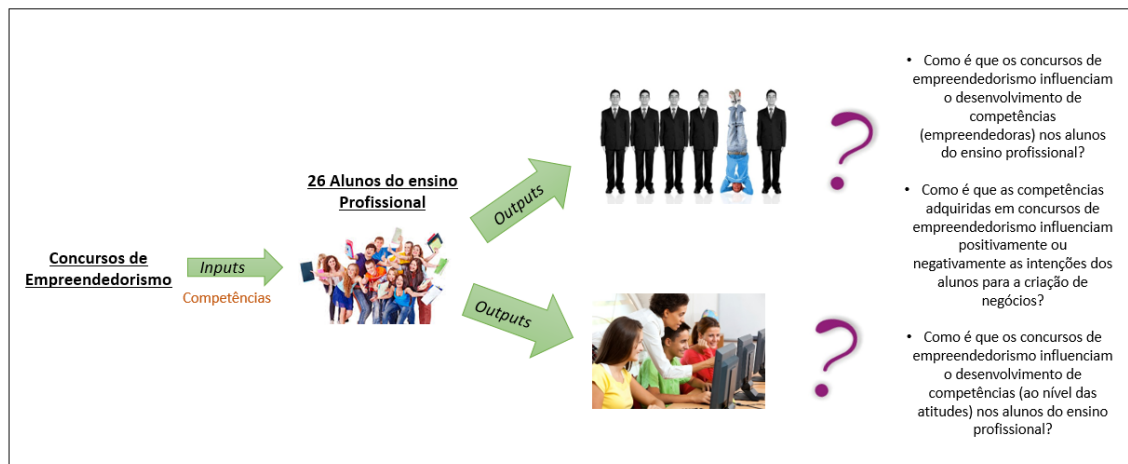 Concursos de
Empreendedorismo
Inputs
Competências
26 Alunos do ensino
Profissional
Outputs
Outputs
?
?
• Como é que os concursos de
empreendedorismo influenciam
o desenvolvimento de
competências
(empreendedoras) nos alunos
do ensino profissional?
Como é que as competências
adquiridas em concursos de
empreendedorismo influenciam
positivamente ou
negativamente as intenções dos
alunos para a criação de
negócios?
• Como é que os concursos de
empreendedorismo influenciam
o desenvolvimento de
competências (ao nível das
atitudes) nos alunos do ensino
profissional?